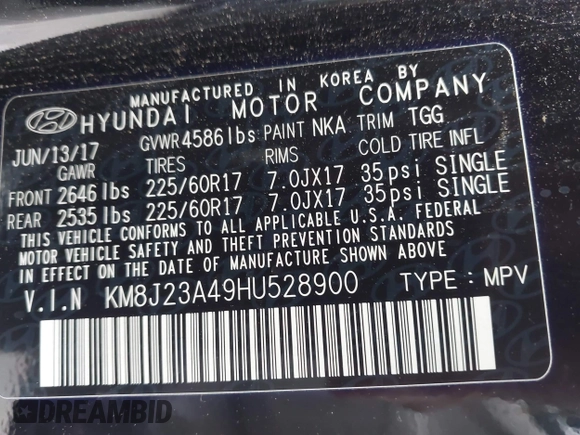 MANUFACTURED IN KOREA BY
HYUNDAI MOTOR COMPANY
JUN/13/17 GVWR 4586lbs PAINT NKA TRIM TGG
GAWR TIRES RIMS COLD TIRE INFL
FRONT 2646 lbs 225/60R17 7.0JX17 35psi SINGLE
REAR 2535 lbs 225/60R17 7.0JX17 35psi SINGLE
THIS VEHICLE CONFORMS TO ALL APPLICABLE U.S.A. FEDERAL
MOTOR VEHICLE SAFETY AND THEFT PREVENTION STANDARDS
IN EFFECT ON THE DATE OF MANUFACTURE SHOWN ABOVE.
V.I.N KM8J23A49HU528900 TYPE : MPV
DREAMBID